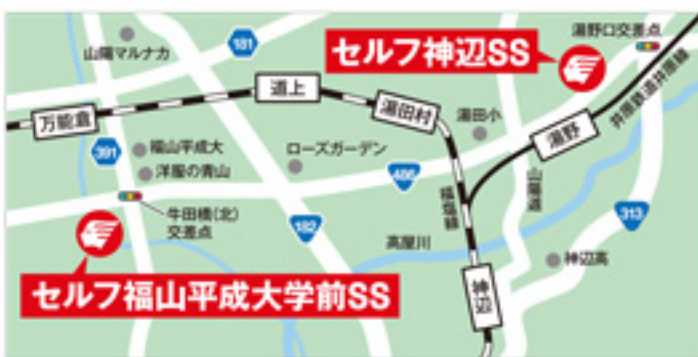 山陽マルナカ
181
セルフ神辺SS
湯野口交差点
井原鉄道井原線
道上
湯田村
湯田小
湯野
万能倉
391
福山平成大
洋服の青山
ローズガーデン
486
福塩線
山陽道
牛田橋(北)
交差点
182
高屋川
313
神辺高
セルフ福山平成大学前SS
神辺